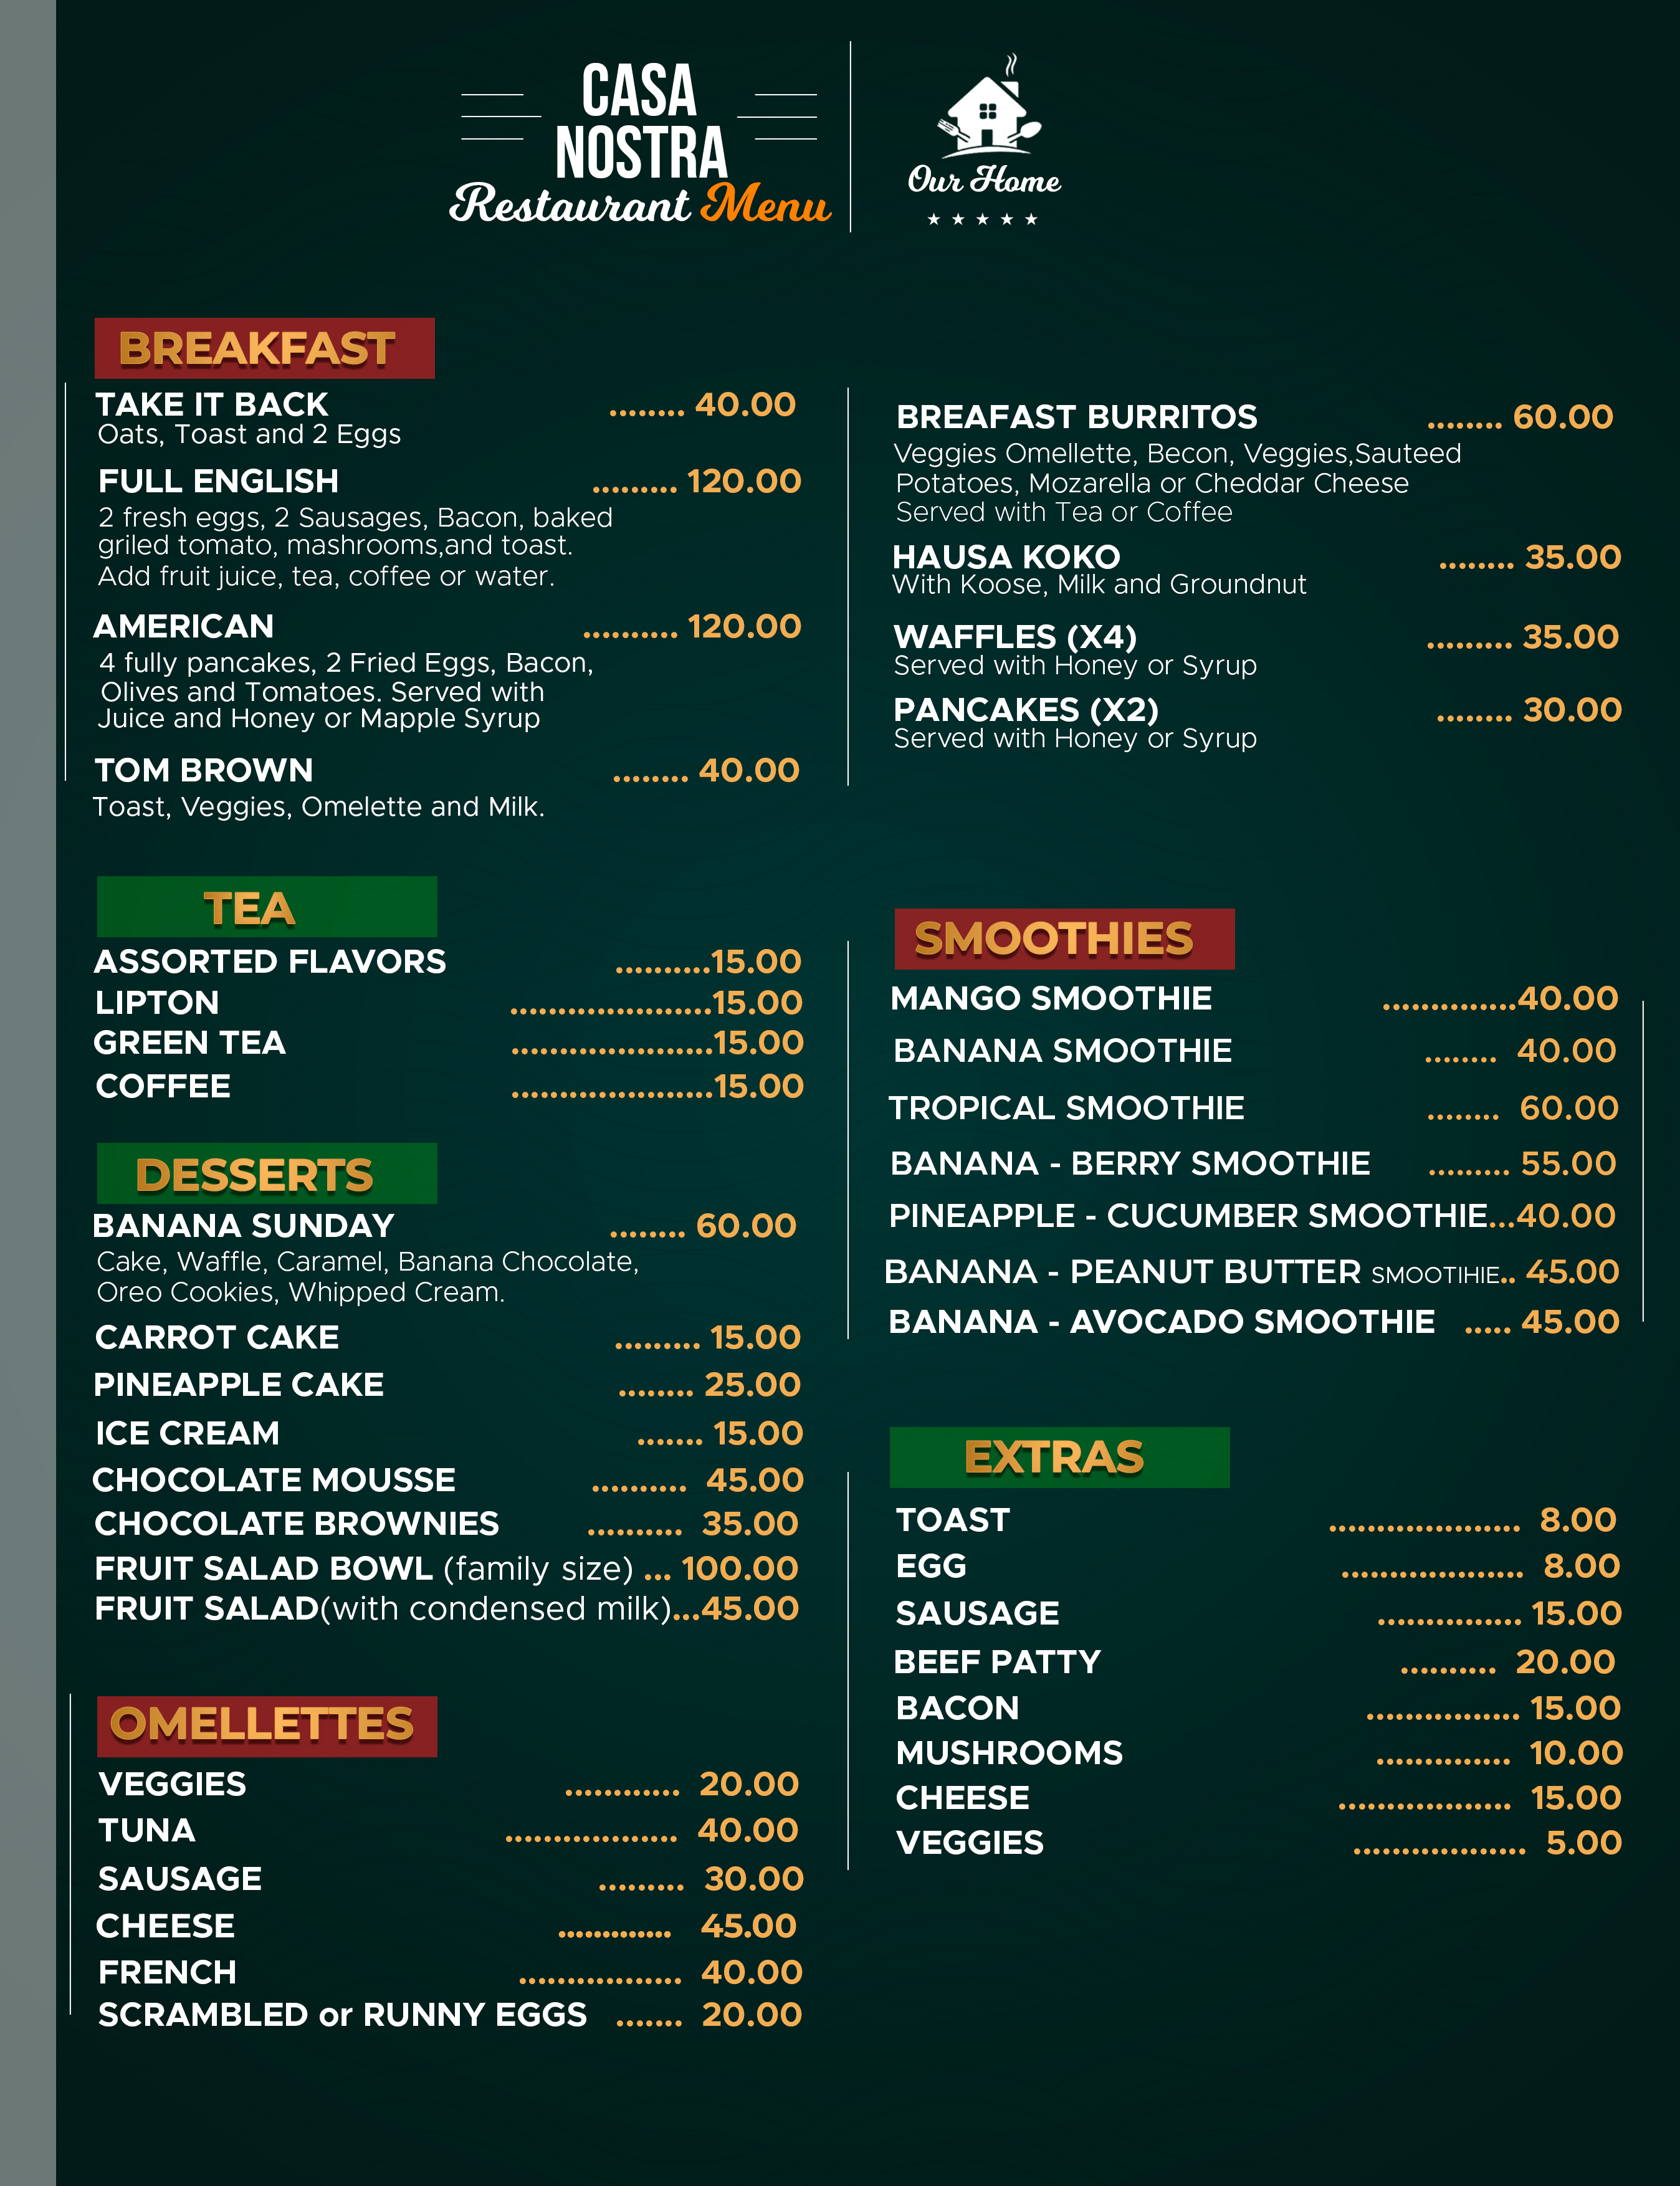 CASA
NOSTRA
Restaurant Menu
Our Home
BREAKFAST
TAKE IT BACK ........ 40.00
Oats, Toast and 2 Eggs
FULL ENGLISH ......... 120.00
2 fresh eggs, 2 Sausages, Bacon, baked
griled tomato, mashrooms,and toast.
Add fruit juice, tea, coffee or water.
AMERICAN .......... 120.00
4 fully pancakes, 2 Fried Eggs, Bacon,
Olives and Tomatoes. Served with
Juice and Honey or Mapple Syrup
TOM BROWN ........ 40.00
Toast, Veggies, Omelette and Milk.
BREAFAST BURRITOS ........ 60.00
Veggies Omellette, Becon, Veggies,Sauteed
Potatoes, Mozarella or Cheddar Cheese
Served with Tea or Coffee
HAUSA KOKO ........ 35.00
With Koose, Milk and Groundnut
WAFFLES (X4) ......... 35.00
Served with Honey or Syrup
PANCAKES (X2) ........ 30.00
Served with Honey or Syrup
TEA
ASSORTED FLAVORS ..........15.00
LIPTON .....................15.00
GREEN TEA .....................15.00
COFFEE .....................15.00
DESSERTS
BANANA SUNDAY ........ 60.00
Cake, Waffle, Caramel, Banana Chocolate,
Oreo Cookies, Whipped Cream.
CARROT CAKE ......... 15.00
PINEAPPLE CAKE ........ 25.00
ICE CREAM ....... 15.00
CHOCOLATE MOUSSE .......... 45.00
CHOCOLATE BROWNIES .......... 35.00
FRUIT SALAD BOWL (family size) ... 100.00
FRUIT SALAD(with condensed milk)...45.00
OMELLETTES
VEGGIES ............ 20.00
TUNA .................. 40.00
SAUSAGE ......... 30.00
CHEESE ............. 45.00
FRENCH ................. 40.00
SCRAMBLED or RUNNY EGGS ....... 20.00
SMOOTHIES
MANGO SMOOTHIE ..............40.00
BANANA SMOOTHIE ........ 40.00
TROPICAL SMOOTHIE ........ 60.00
BANANA - BERRY SMOOTHIE ......... 55.00
PINEAPPLE - CUCUMBER SMOOTHIE...40.00
BANANA - PEANUT BUTTER SMOOTIHIE.. 45.00
BANANA - AVOCADO SMOOTHIE ..... 45.00
EXTRAS
TOAST .................... 8.00
EGG ................... 8.00
SAUSAGE ............... 15.00
BEEF PATTY .......... 20.00
BACON ................ 15.00
MUSHROOMS .............. 10.00
CHEESE .................. 15.00
VEGGIES .................. 5.00